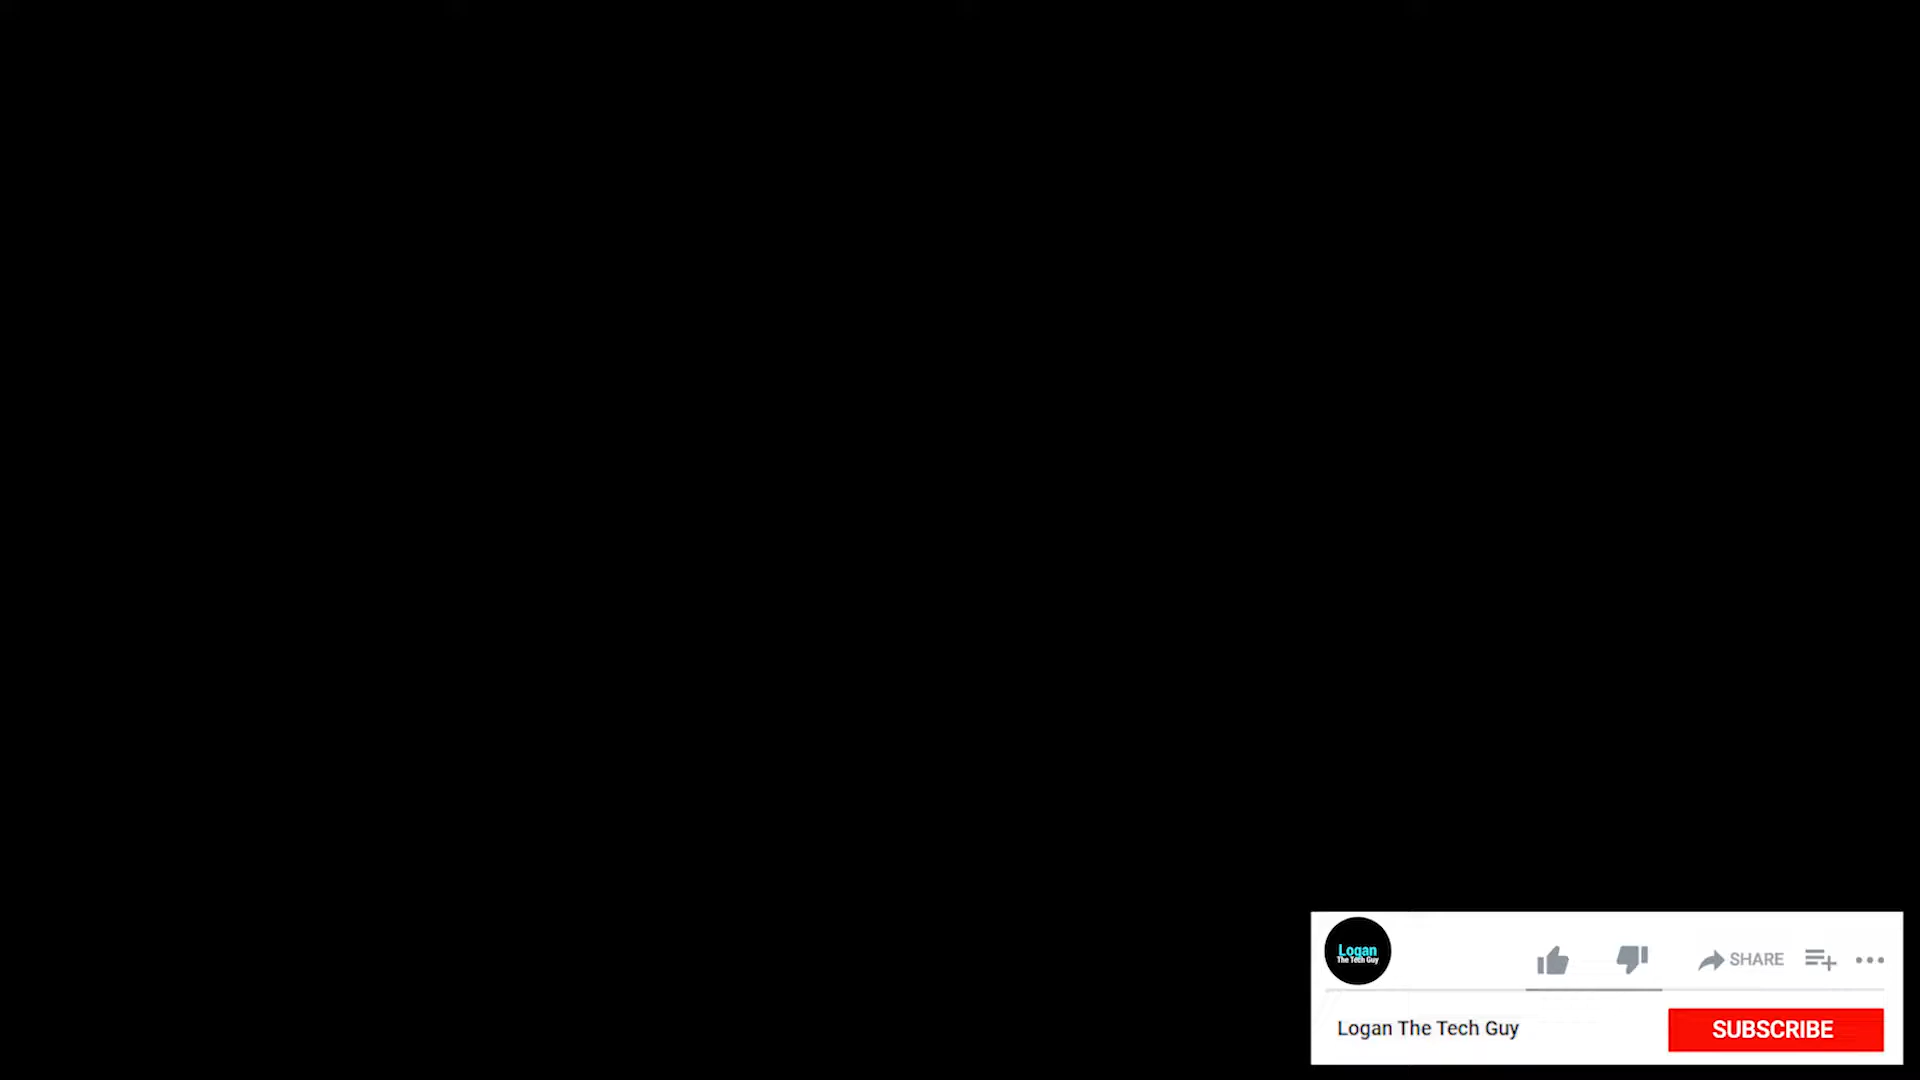 Logan
The Tech Guy
SHARE
Logan The Tech Guy
SUBSCRIBE